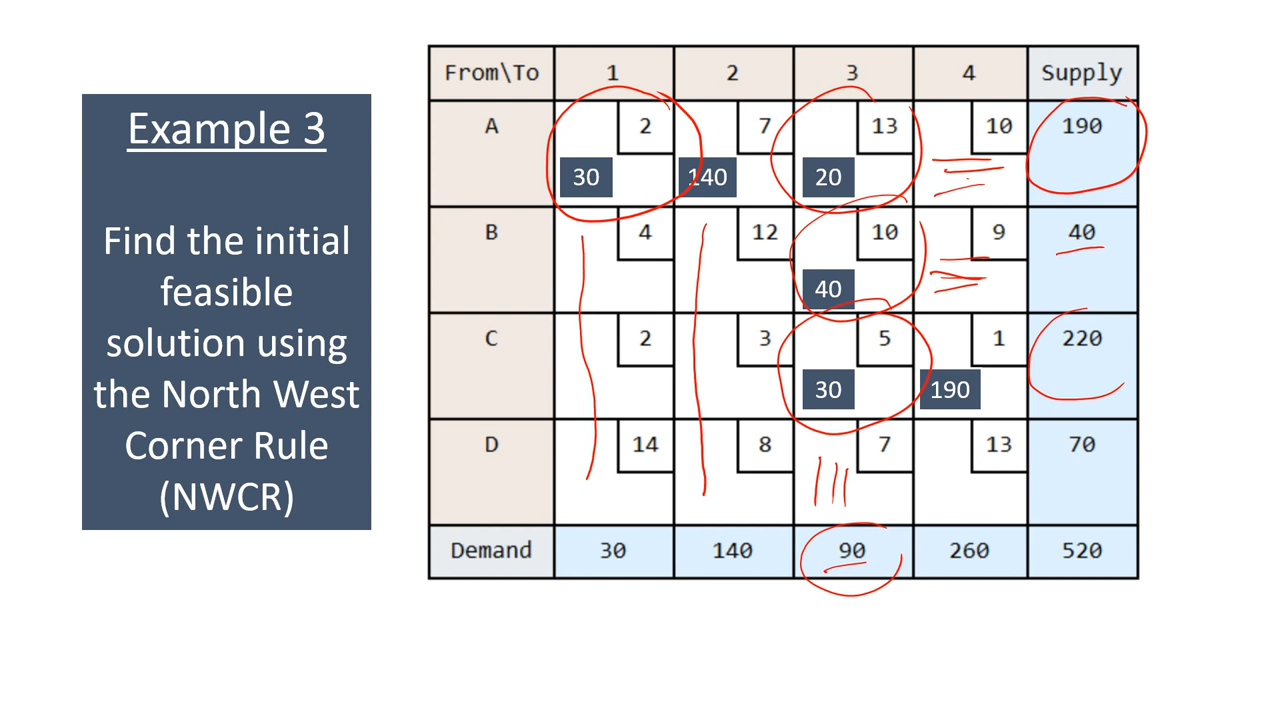 Example 3
Find the initial
feasible
solution using
the North West
Corner Rule
(NWCR)
From\To 1 2 3 4 Supply
A 2 7 13 10 190
30 140 20
B 4 12 10 9 40
40
C 2 3 5 1 220
30 190
D 14 8 7 13 70
Demand 30 140 90 260 520